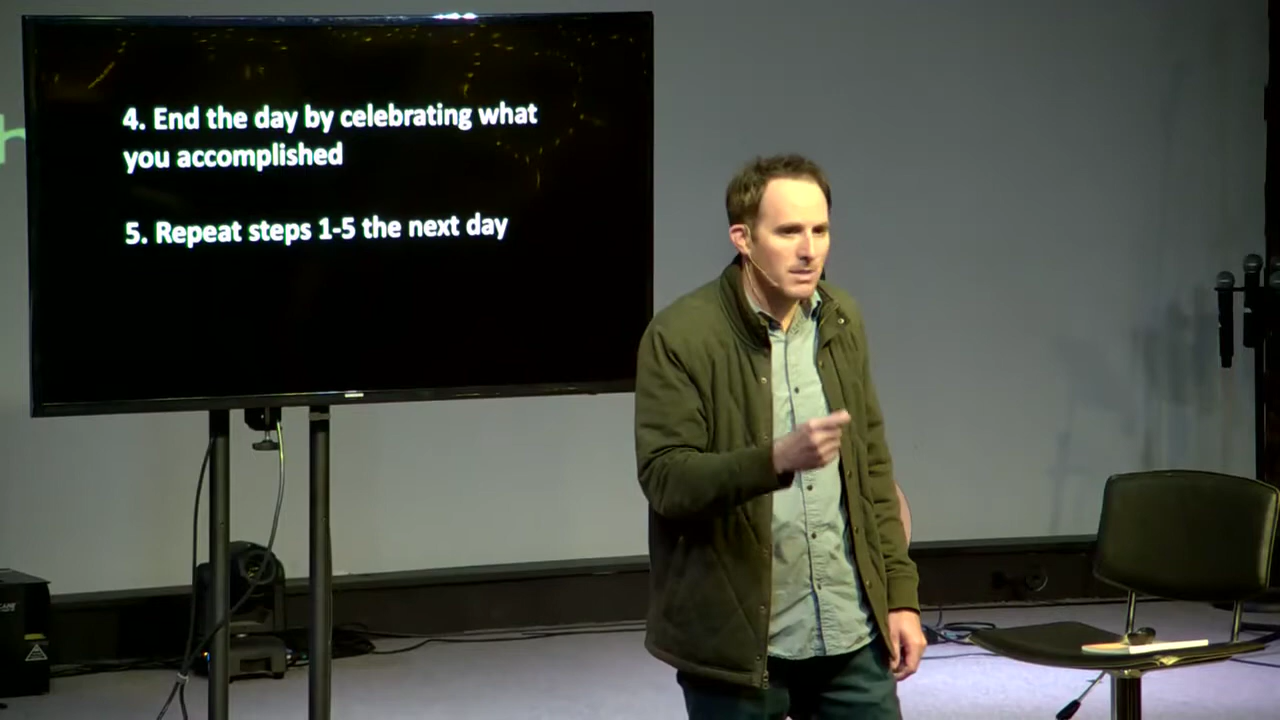 4. End the day by celebrating what
you accomplished
5. Repeat steps 1-5 the next day